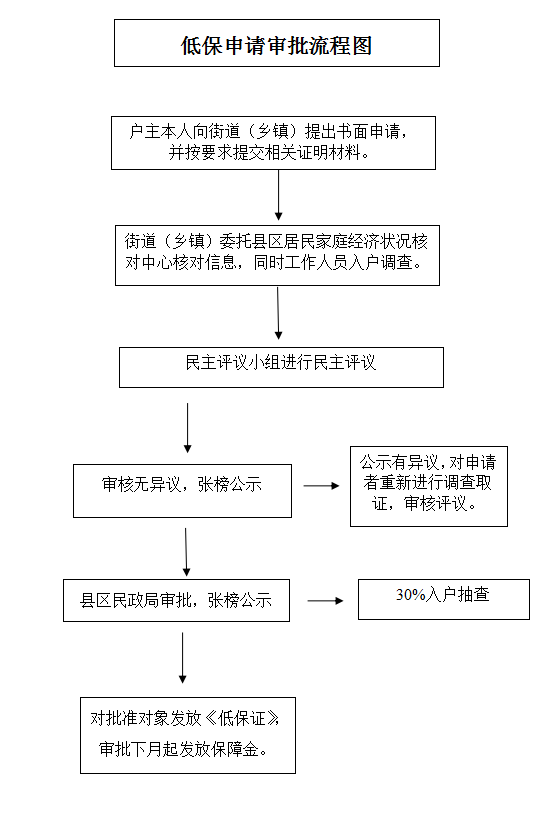 低保申请审批流程图
户主本人向街道（乡镇）提出书面申请，
并按要求提交相关证明材料。
街道（乡镇）委托县区居民家庭经济状况核
对中心核对信息，同时工作人员入户调查。
民主评议小组进行民主评议
审核无异议，张榜公示
公示有异议，对申请
者重新进行调查取
证，审核评议。
县区民政局审批，张榜公示
30%入户抽查
对批准对象发放《低保证》；
审批下月起发放保障金。